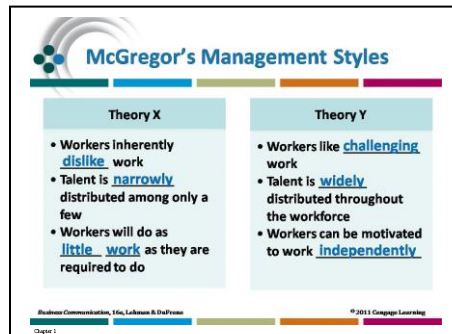 McGregor's Management Styles
Theory X
• Workers inherently
dislike work
• Talent is narrowly
distributed among only a
few
• Workers will do as
little work as they are
required to do
Theory Y
• Workers like challenging
work
• Talent is widely
distributed throughout
the workforce
• Workers can be motivated
to work independently
Business Communication, 16e, Lehman & DuFrene
© 2011 Cengage Learning
Chapter 1